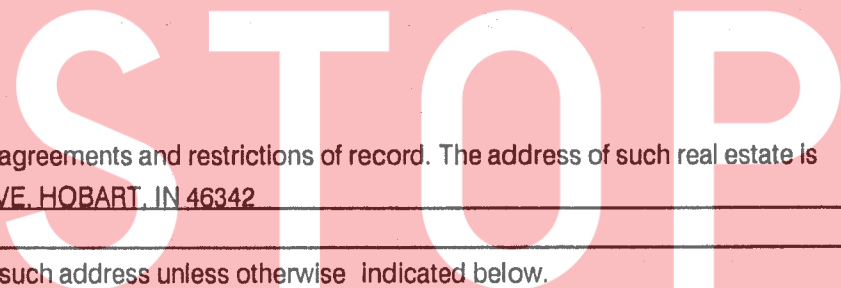 STOP
agreements and restrictions of record. The address of such real estate is
VE, HOBART, IN 46342
such address unless otherwise indicated below.